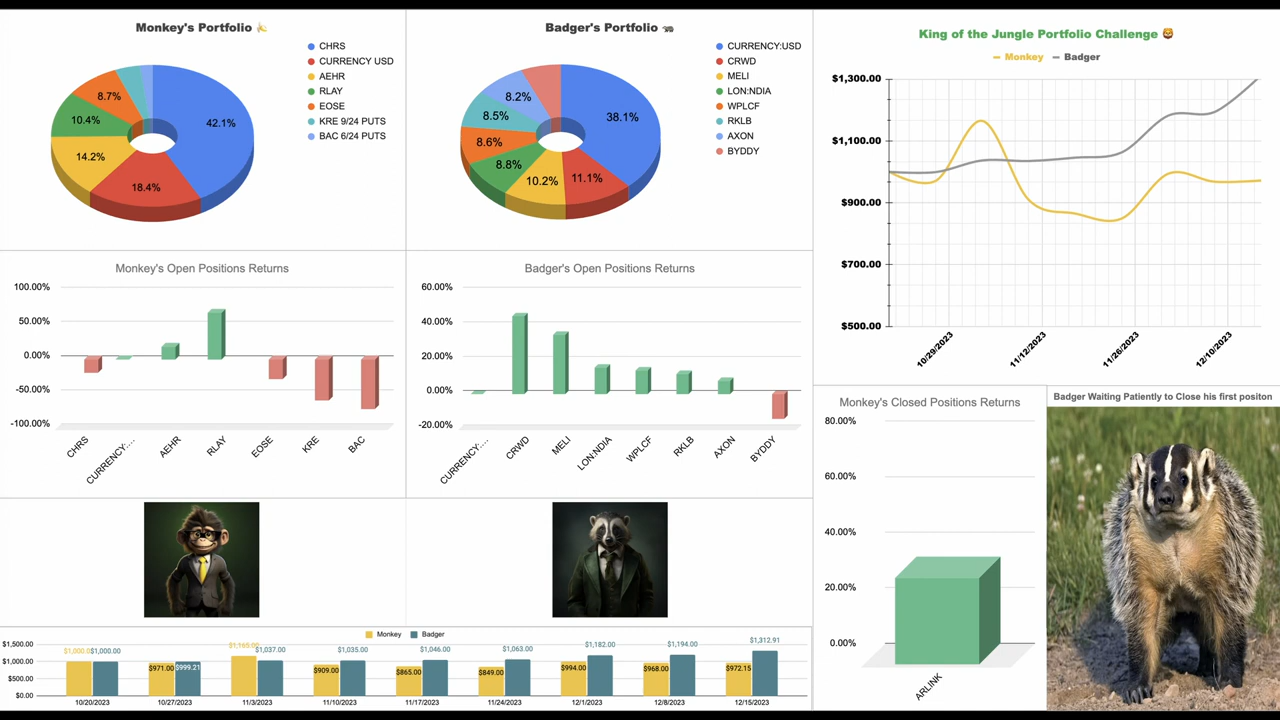 Monkey's Portfolio 🍌
CHRS
CURRENCY USD
AEHR
RLAY
EOSE
KRE 9/24 PUTS
BAC 6/24 PUTS
42.1%
18.4%
14.2%
10.4%
8.7%
Badger's Portfolio 🦡
CURRENCY:USD
CRWD
MELI
LON:NDIA
WPLCF
RKLB
AXON
BYDDY
38.1%
11.1%
10.2%
8.8%
8.6%
8.5%
8.2%
King of the Jungle Portfolio Challenge 🦁
Monkey Badger
$1,300.00
$1,100.00
$900.00
$700.00
$500.00
10/29/2023 11/12/2023 11/26/2023 12/10/2023
Monkey's Open Positions Returns
100.00%
50.00%
0.00%
-50.00%
-100.00%
CHRS CURRENCY:... AEHR RLAY EOSE KRE BAC
Badger's Open Positions Returns
60.00%
40.00%
20.00%
0.00%
-20.00%
CURRENCY:... CRWD MELI LON:NDIA WPLCF RKLB AXON BYDDY
Monkey's Closed Positions Returns
80.00%
60.00%
40.00%
20.00%
0.00%
ARLINK
Badger Waiting Patiently to Close his first positon
Monkey Badger
$1,500.00
$1,000.00
$500.00
$0.00
$1,000.00 $1,000.00
$971.00 $999.21
$1,165.00 $1,037.00
$909.00 $1,035.00
$865.00 $1,046.00
$849.00 $1,063.00
$994.00 $1,182.00
$968.00 $1,194.00
$972.15 $1,312.91
10/20/2023 10/27/2023 11/3/2023 11/10/2023 11/17/2023 11/24/2023 12/1/2023 12/8/2023 12/15/2023